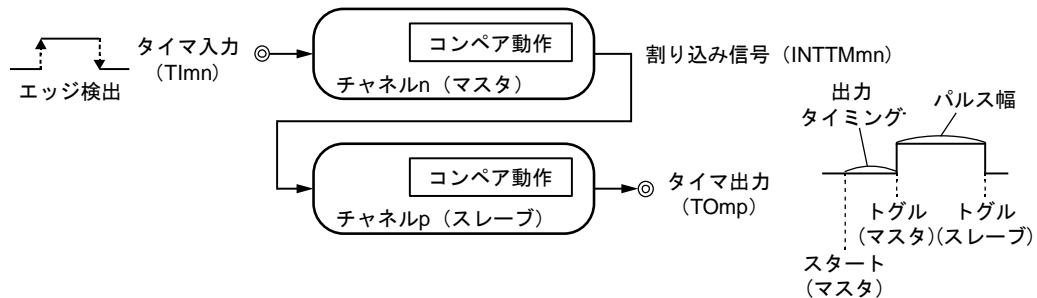 エッジ検出
タイマ入力
（TImn）
コンペア動作
チャネルn（マスタ）
割り込み信号（INTTMmn）
コンペア動作
チャネルp（スレーブ）
タイマ出力
（TOmp）
出力
タイミング
パルス幅
トグル
（マスタ）
トグル
（スレーブ）
スタート
（マスタ）